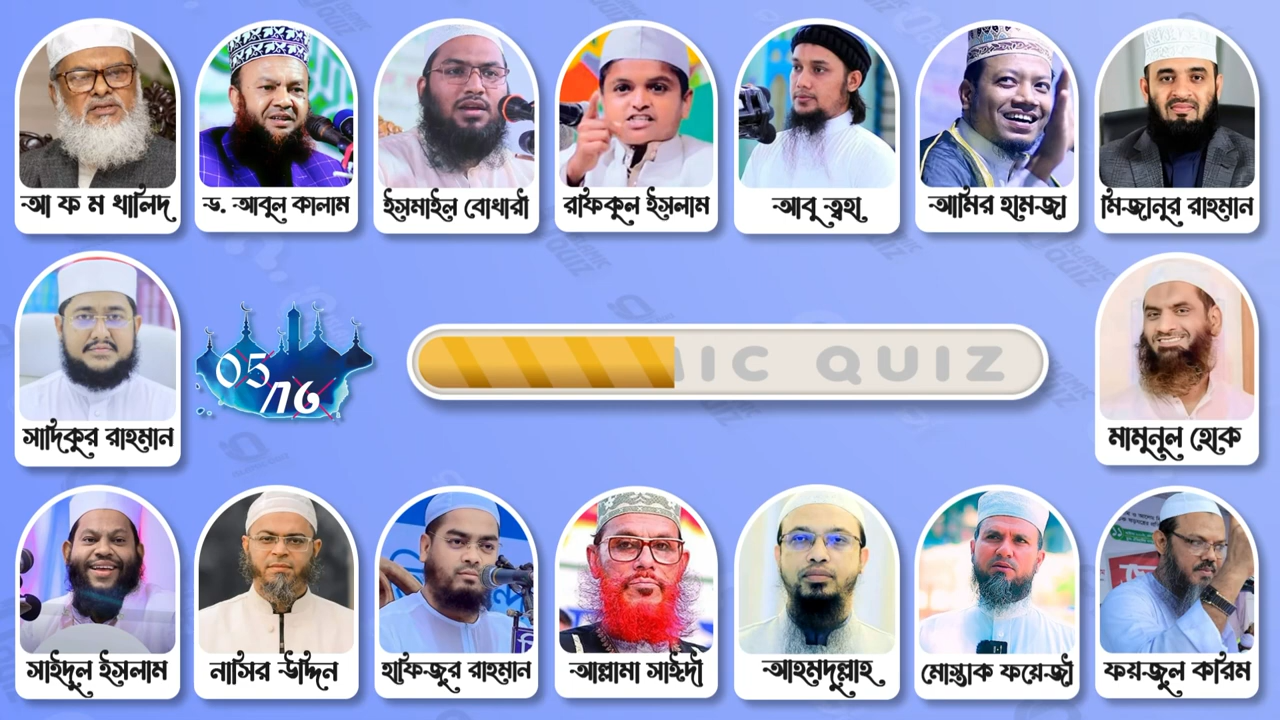 আ ফ ম খালিদ
ড. আবুল কালাম
ইসমাইল বোখারী
রফিকুল ইসলাম
আবু ত্বহা
আমির হামজা
মিজানুর রাহমান
সাদিকুর রাহমান
05
/১৬
IC QUIZ
মামুনুল হোক
সাইদুল ইসলাম
নাসির উদ্দিন
হাফিজুর রাহমান
আল্লামা সাঈদী
আহমদুল্লাহ
মোস্তাক ফয়েজী
ফয়জুল করিম